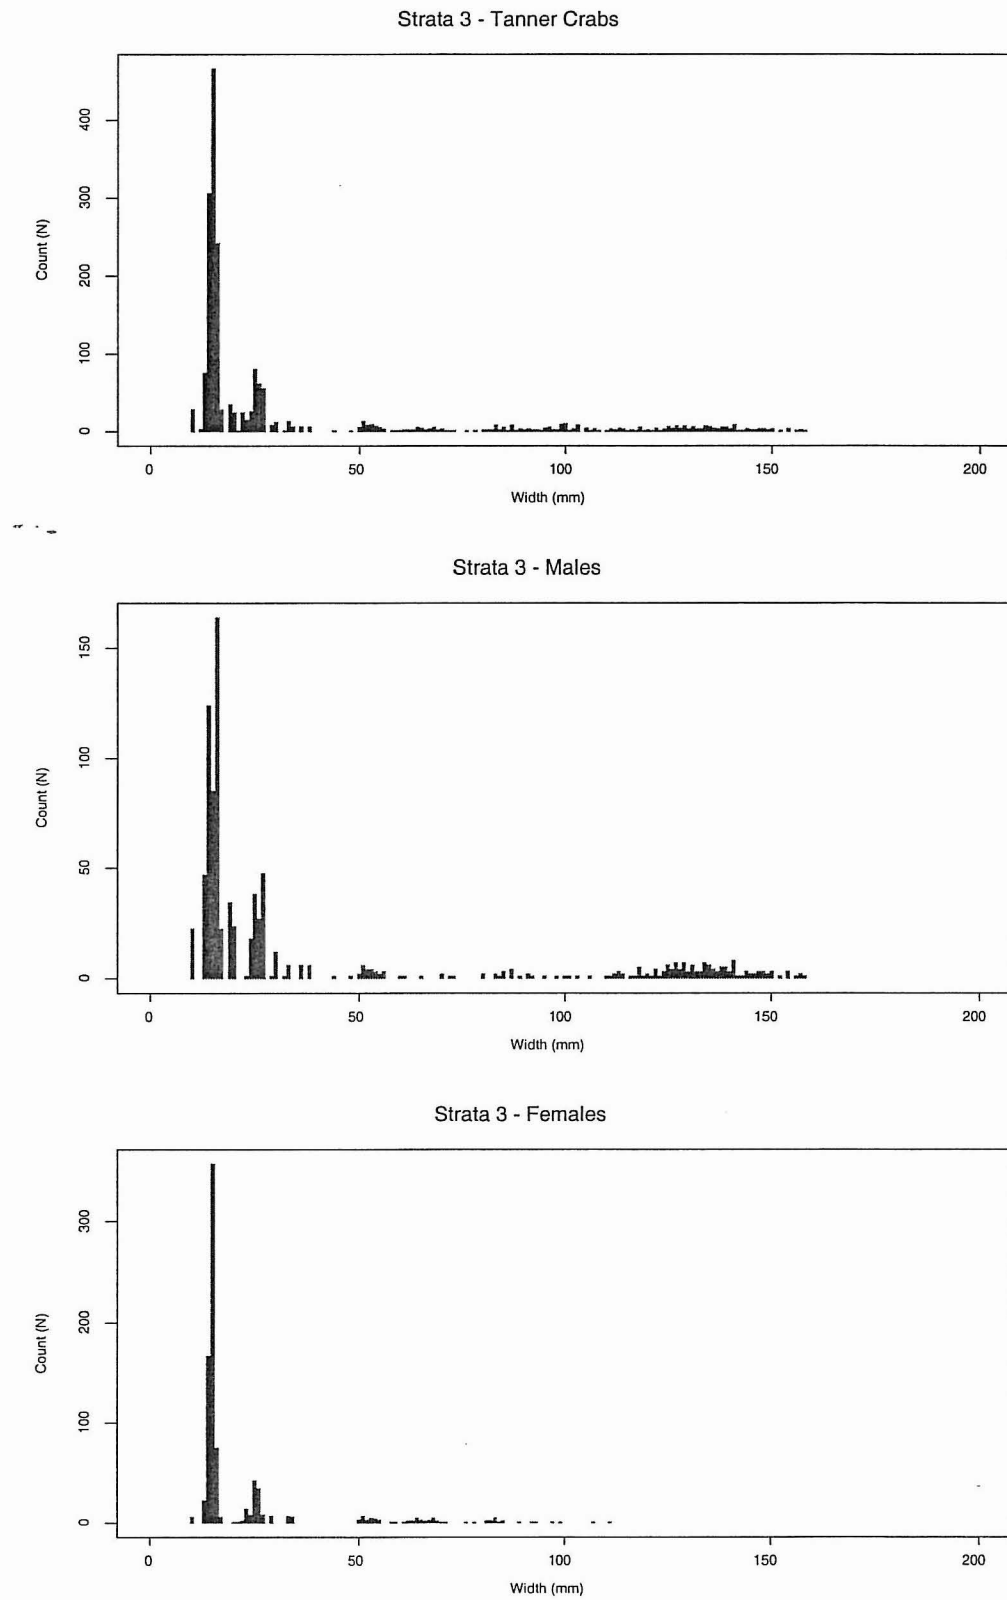 Strata 3 - Tanner Crabs
400
300
200
100
0
Count (N)
0 50 100 150 200
Width (mm)
Strata 3 - Males
150
100
50
0
Count (N)
0 50 100 150 200
Width (mm)
Strata 3 - Females
300
200
100
0
Count (N)
0 50 100 150 200
Width (mm)